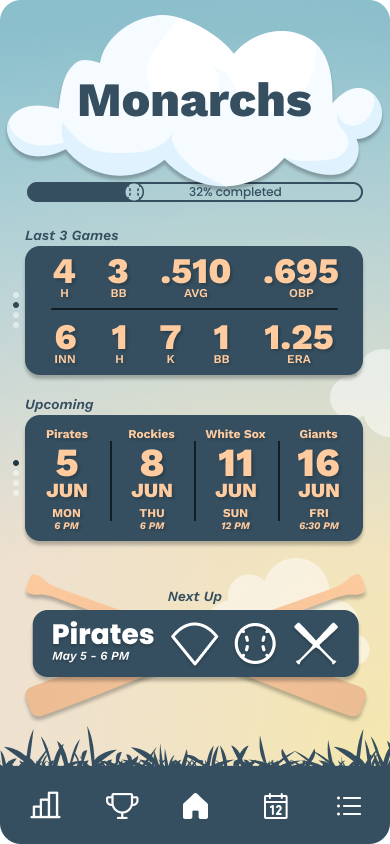 Monarchs
32% completed
Last 3 Games
4 3 .510 .695
H BB AVG OBP
6 1 7 1 1.25
INN H K BB ERA
Upcoming
Pirates Rockies White Sox Giants
5 8 11 16
JUN JUN JUN JUN
MON THU SUN FRI
6 PM 6 PM 12 PM 6:30 PM
Next Up
Pirates
May 5 - 6 PM
12